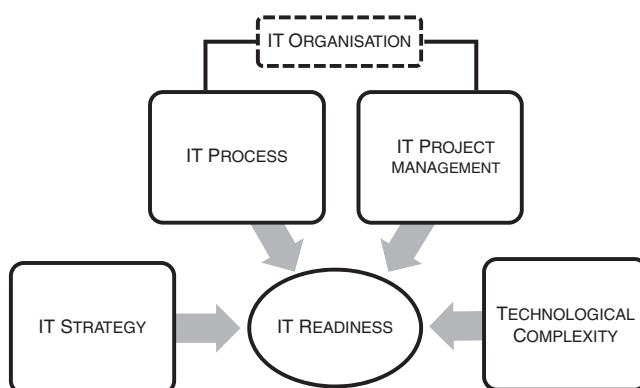 IT ORGANISATION
IT PROCESS
IT PROJECT
MANAGEMENT
IT STRATEGY
IT READINESS
TECHNOLOGICAL
COMPLEXITY